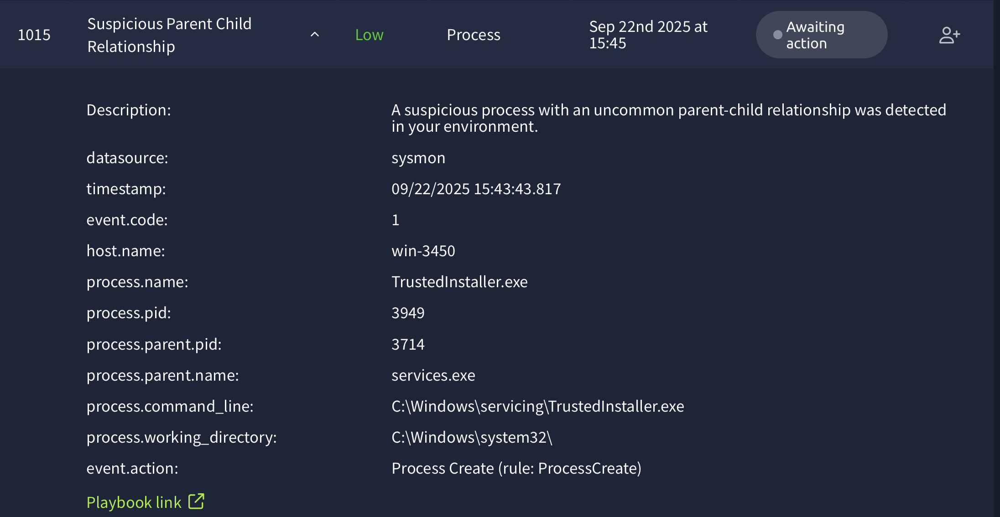 1015
Suspicious Parent Child
Relationship
Low
Process
Sep 22nd 2025 at
15:45
Awaiting
action
Description:
A suspicious process with an uncommon parent-child relationship was detected
in your environment.
datasource:
sysmon
timestamp:
09/22/2025 15:43:43.817
event.code:
1
host.name:
win-3450
process.name:
TrustedInstaller.exe
process.pid:
3949
process.parent.pid:
3714
process.parent.name:
services.exe
process.command_line:
C:\Windows\servicing\TrustedInstaller.exe
process.working_directory:
C:\Windows\system32\
event.action:
Process Create (rule: ProcessCreate)
Playbook link